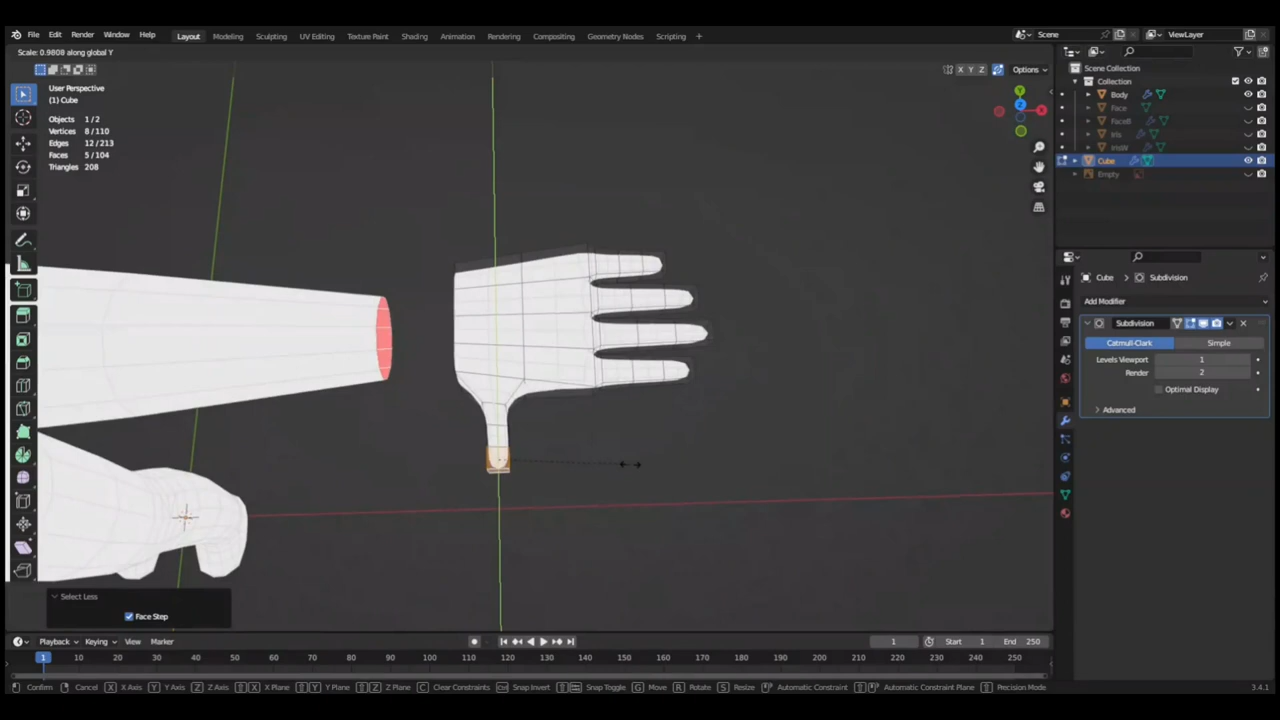 File Edit Render Window Help Layout Modeling Sculpting UV Editing Texture Paint Shading Animation Rendering Compositing Geometry Nodes Scripting + Scene ViewLayer
Scale: 0.9808 along global Y
X Y Z Options
User Perspective
(1) Cube
Objects 1/2
Vertices 8/110
Edges 12/213
Faces 5/104
Triangles 208
Y
Z
X
Scene Collection
Collection
Body
Face
FaceB
Iris
IrisW
Cube
Empty
Cube > Subdivision
Add Modifier
Subdivision
Catmull-Clark Simple
Levels Viewport 1
Render 2
Optimal Display
Advanced
Select Less
Face Step
Playback Keying View Marker 1 Start 1 End 250
1 10 20 30 40 50 60 70 80 90 100 110 120 130 140 150 160 170 180 190 200 210 220 230 240 250
Confirm Cancel X X Axis Y Y Axis Z Z Axis X X Plane Y Y Plane Z Z Plane C Clear Constraints Ctrl Snap Invert Snap Toggle G Move R Rotate S Resize Automatic Constraint Automatic Constraint Plane Precision Mode 3.4.1